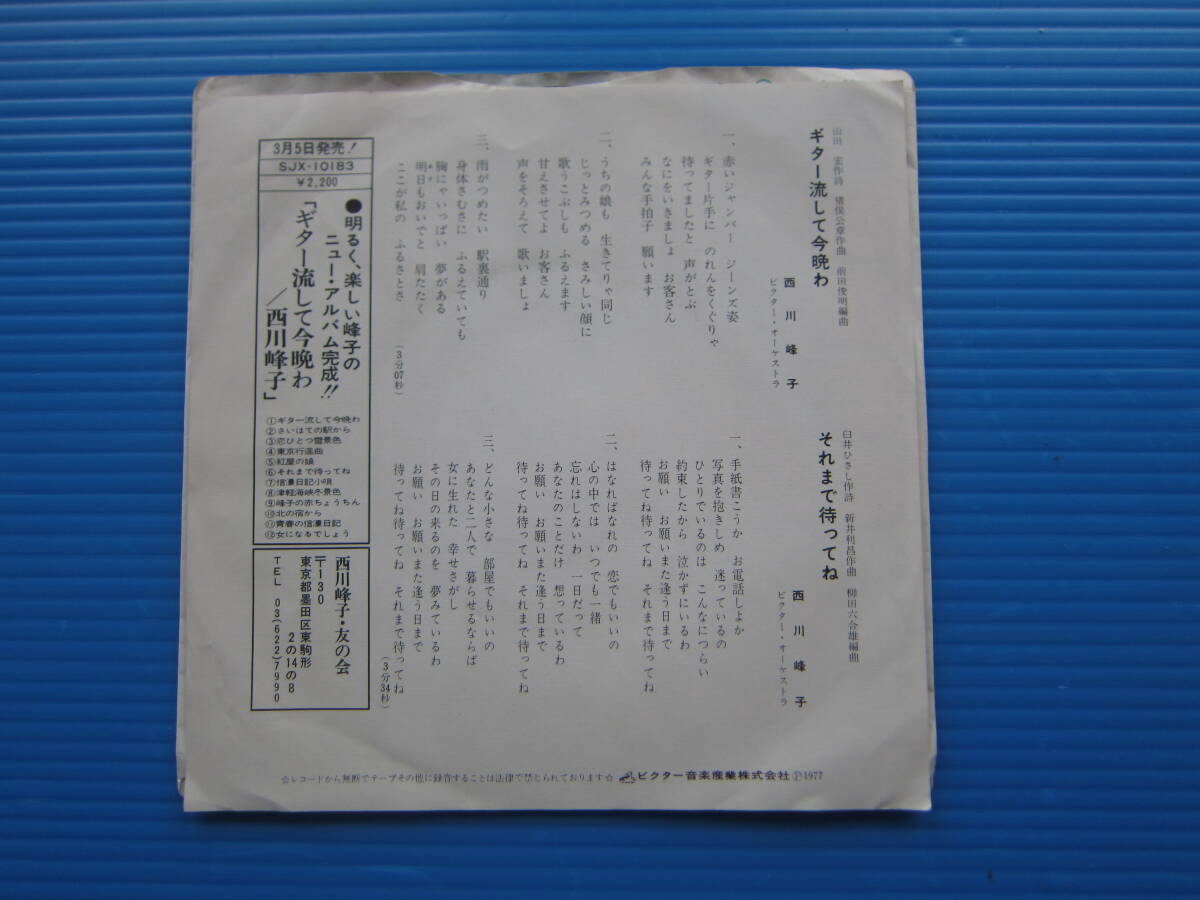 山田 宏作詩 猪俣公章作曲 前田俊明編曲
ギター流して今晩わ
西川峰子
ビクター・オーケストラ
一、赤いジャンパー ジーンズ姿
ギター片手に のれんをくぐりゃ
待ってましたと 声がとぶ
なにをいきましょ お客さん
みんな手拍子 願います
二、うちの娘も 生きてりゃ同じ
じっとみつめる さみしい顔に
歌うこぶしも ふるえます
甘えさせてよ お客さん
声をそろえて 歌いましょ
三、雨がつめたい 駅裏通り
身体さむさに ふるえていても
胸にゃいっぱい 夢がある
明日もおいでと 肩たたく
ここが私の ふるさとさ
(3分07秒)
臼井ひさし作詩 新井利昌作曲 柳田六合雄編曲
それまで待ってね
西川峰子
ビクター・オーケストラ
一、手紙書こうか お電話しよか
写真を抱きしめ 迷っているの
ひとりでいるのは こんなにつらい
約束したから 泣かずにいるわ
お願い お願いまた逢う日まで
待ってね待ってね それまで待ってね
二、はなればなれの 恋でもいいの
心の中では いつでも一緒
忘れはしないわ 一日だって
あなたのことだけ 想っているわ
お願い お願いまた逢う日まで
待ってね待ってね それまで待ってね
三、どんな小さな 部屋でもいいの
あなたと二人で 暮らせるならば
女に生れた 幸せさがし
その日の来るのを 夢みているわ
お願い お願いまた逢う日まで
待ってね待ってね それまで待ってね
(3分34秒)
3月5日発売!
SJX-10183
¥2,200
●明るく、楽しい峰子の
ニュー・アルバム完成!!
「ギター流して今晩わ
/西川峰子」
①ギター流して今晩わ
②さいはての駅から
③恋ひとつ雪景色
④東京行進曲
⑤紅屋の娘
⑥それまで待ってね
⑦信濃日記小唄
⑧津軽海峡冬景色
⑨峰子の赤ちょうちん
⑩北の宿から
⑪青春の信濃日記
⑫女になるでしょう
西川峰子・友の会
〒130
東京都墨田区東駒形
2の14の8
TEL 03(622)7990
☆レコードから無断でテープその他に録音することは法律で禁じられております☆ ビクター音楽産業株式会社 Ⓟ1977